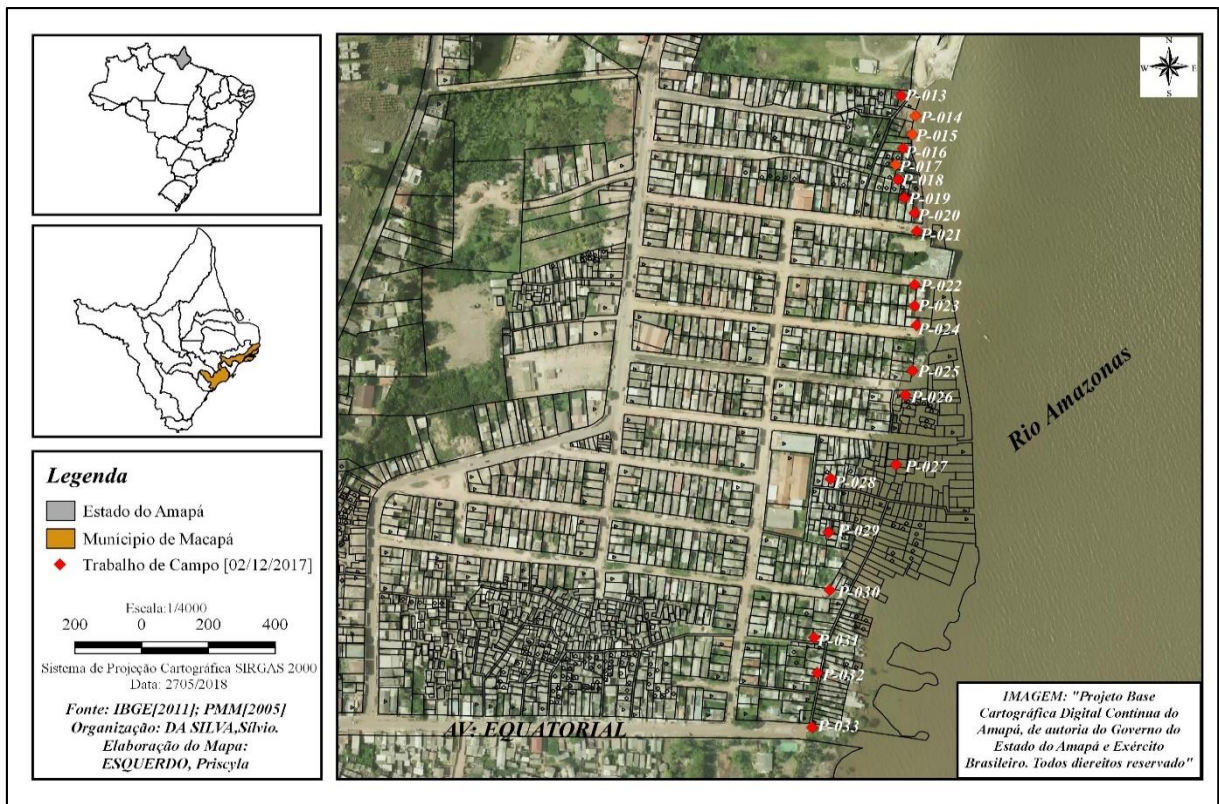 Legenda
Estado do Amapá
Munícipio de Macapá
Trabalho de Campo [02/12/2017]
Escala:1/4000
200 0 200 400
Sistema de Projeção Cartográfica SIRGAS 2000
Data: 2705/2018
Fonte: IBGE[2011]; PMM[2005]
Organização: DA SILVA,Sílvio.
Elaboração do Mapa:
ESQUERDO, Priscyla
N
W E
S
P-013
P-014
P-015
P-016
P-017
P-018
P-019
P-020
P-021
P-022
P-023
P-024
P-025
P-026
P-027
P-028
P-029
P-030
P-031
P-032
P-033
Rio Amazonas
AV: EQUATORIAL
IMAGEM: "Projeto Base
Cartográfica Digital Contínua do
Amapá, de autoria do Governo do
Estado do Amapá e Exército
Brasileiro. Todos diereitos reservado"